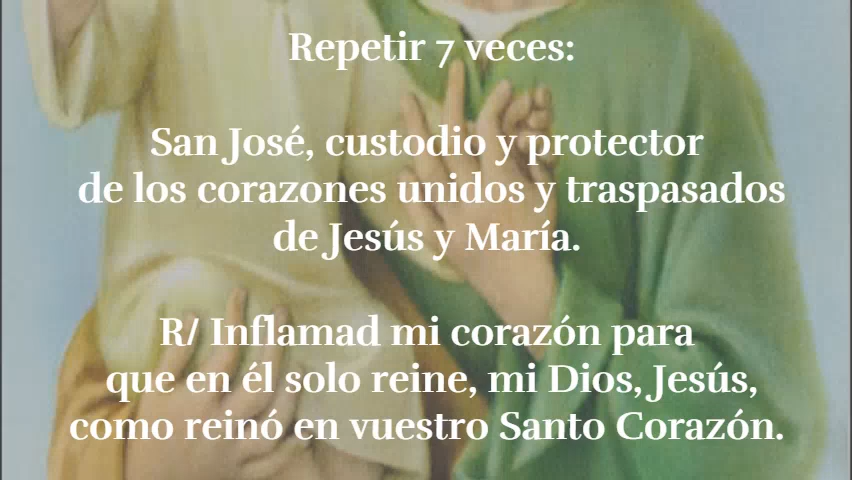 Repetir 7 veces:
San José, custodio y protector
de los corazones unidos y traspasados
de Jesús y María.
R/ Inflamad mi corazón para
que en él solo reine, mi Dios, Jesús,
como reinó en vuestro Santo Corazón.